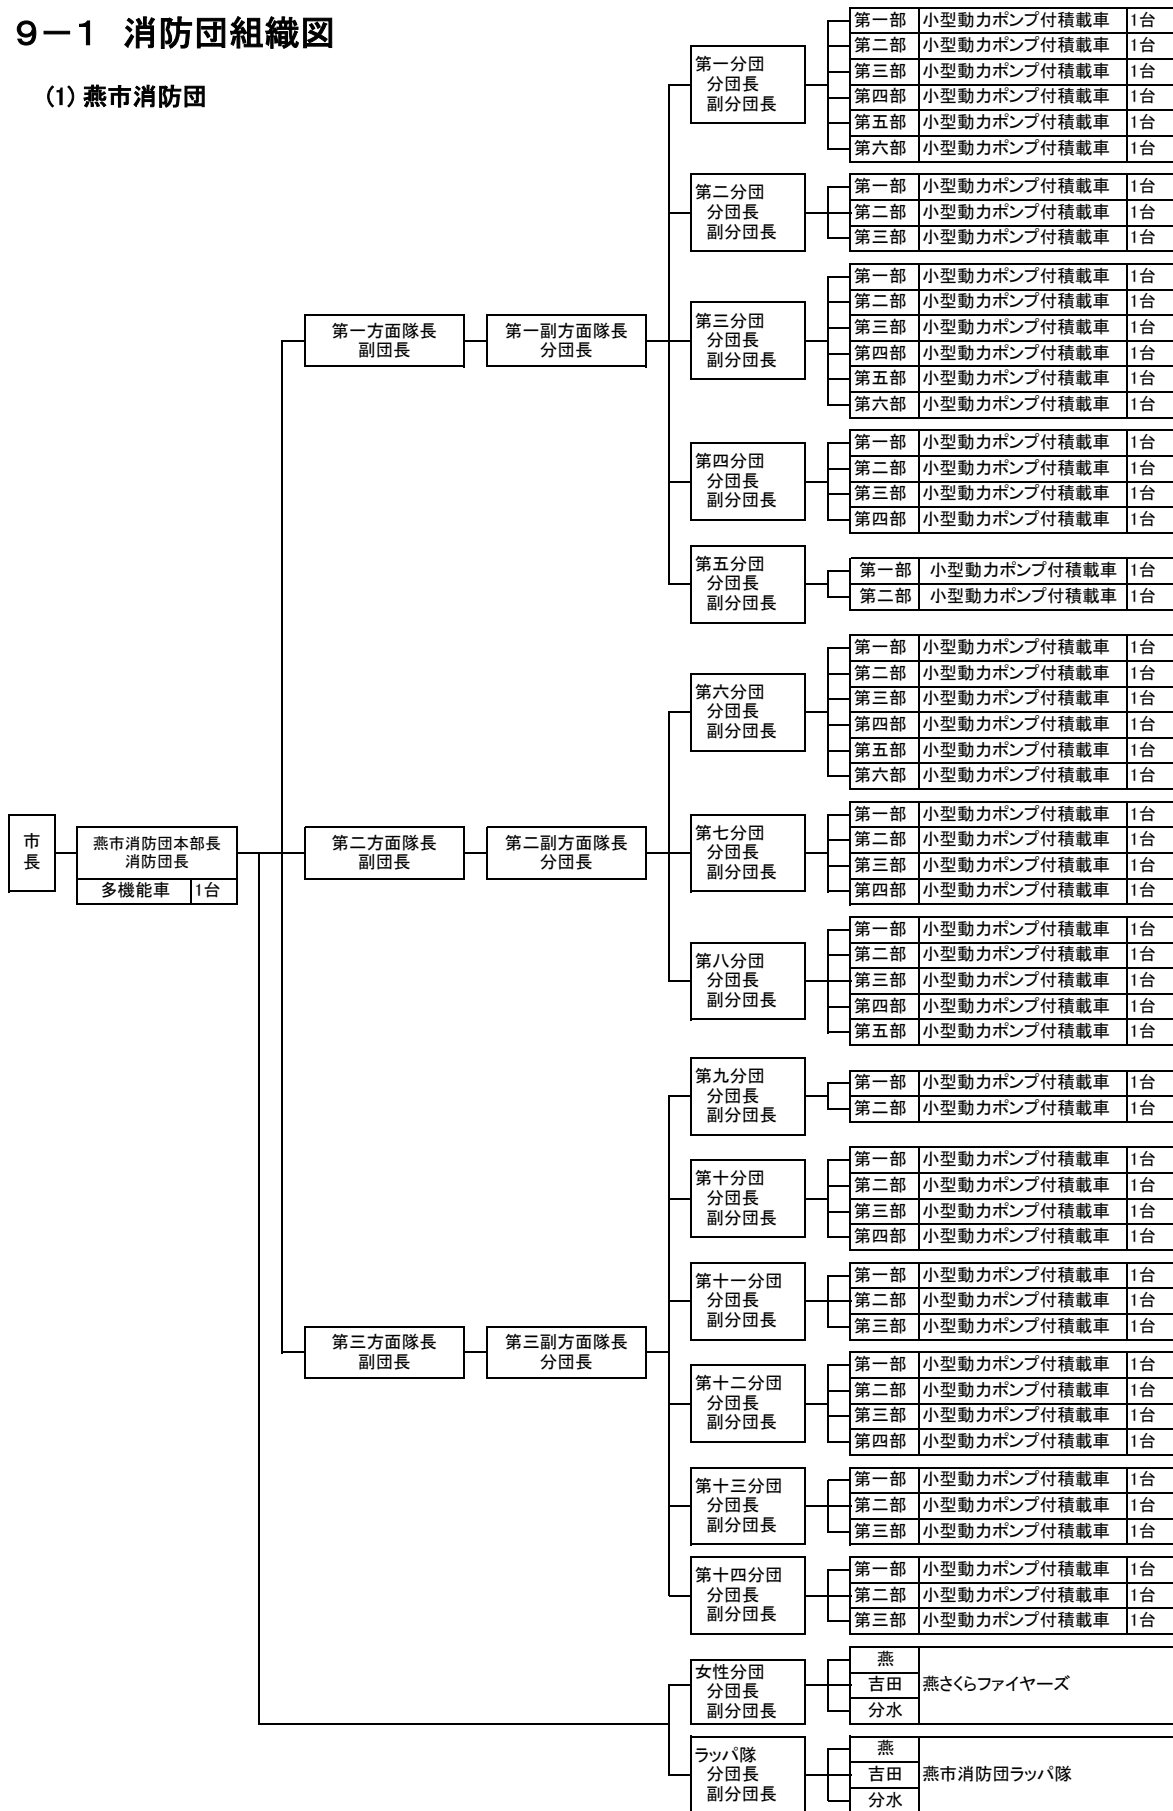 9－1 消防団組織図
(1) 燕市消防団
市
長
燕市消防団本部長
消防団長
多機能車 1台
第一方面隊長
副団長
第一副方面隊長
分団長
第一分団
分団長
副分団長
第一部 小型動力ポンプ付積載車 1台
第二部 小型動力ポンプ付積載車 1台
第三部 小型動力ポンプ付積載車 1台
第四部 小型動力ポンプ付積載車 1台
第五部 小型動力ポンプ付積載車 1台
第六部 小型動力ポンプ付積載車 1台
第二分団
分団長
副分団長
第一部 小型動力ポンプ付積載車 1台
第二部 小型動力ポンプ付積載車 1台
第三部 小型動力ポンプ付積載車 1台
第三分団
分団長
副分団長
第一部 小型動力ポンプ付積載車 1台
第二部 小型動力ポンプ付積載車 1台
第三部 小型動力ポンプ付積載車 1台
第四部 小型動力ポンプ付積載車 1台
第五部 小型動力ポンプ付積載車 1台
第六部 小型動力ポンプ付積載車 1台
第四分団
分団長
副分団長
第一部 小型動力ポンプ付積載車 1台
第二部 小型動力ポンプ付積載車 1台
第三部 小型動力ポンプ付積載車 1台
第四部 小型動力ポンプ付積載車 1台
第五分団
分団長
副分団長
第一部 小型動力ポンプ付積載車 1台
第二部 小型動力ポンプ付積載車 1台
第二方面隊長
副団長
第二副方面隊長
分団長
第六分団
分団長
副分団長
第一部 小型動力ポンプ付積載車 1台
第二部 小型動力ポンプ付積載車 1台
第三部 小型動力ポンプ付積載車 1台
第四部 小型動力ポンプ付積載車 1台
第五部 小型動力ポンプ付積載車 1台
第六部 小型動力ポンプ付積載車 1台
第七分団
分団長
副分団長
第一部 小型動力ポンプ付積載車 1台
第二部 小型動力ポンプ付積載車 1台
第三部 小型動力ポンプ付積載車 1台
第四部 小型動力ポンプ付積載車 1台
第八分団
分団長
副分団長
第一部 小型動力ポンプ付積載車 1台
第二部 小型動力ポンプ付積載車 1台
第三部 小型動力ポンプ付積載車 1台
第四部 小型動力ポンプ付積載車 1台
第五部 小型動力ポンプ付積載車 1台
第三方面隊長
副団長
第三副方面隊長
分団長
第九分団
分団長
副分団長
第一部 小型動力ポンプ付積載車 1台
第二部 小型動力ポンプ付積載車 1台
第十分団
分団長
副分団長
第一部 小型動力ポンプ付積載車 1台
第二部 小型動力ポンプ付積載車 1台
第三部 小型動力ポンプ付積載車 1台
第四部 小型動力ポンプ付積載車 1台
第十一分団
分団長
副分団長
第一部 小型動力ポンプ付積載車 1台
第二部 小型動力ポンプ付積載車 1台
第三部 小型動力ポンプ付積載車 1台
第十二分団
分団長
副分団長
第一部 小型動力ポンプ付積載車 1台
第二部 小型動力ポンプ付積載車 1台
第三部 小型動力ポンプ付積載車 1台
第四部 小型動力ポンプ付積載車 1台
第十三分団
分団長
副分団長
第一部 小型動力ポンプ付積載車 1台
第二部 小型動力ポンプ付積載車 1台
第三部 小型動力ポンプ付積載車 1台
第十四分団
分団長
副分団長
第一部 小型動力ポンプ付積載車 1台
第二部 小型動力ポンプ付積載車 1台
第三部 小型動力ポンプ付積載車 1台
女性分団
分団長
副分団長
燕
吉田 燕さくらファイヤーズ
分水
ラッパ隊
分団長
副分団長
燕
吉田 燕市消防団ラッパ隊
分水